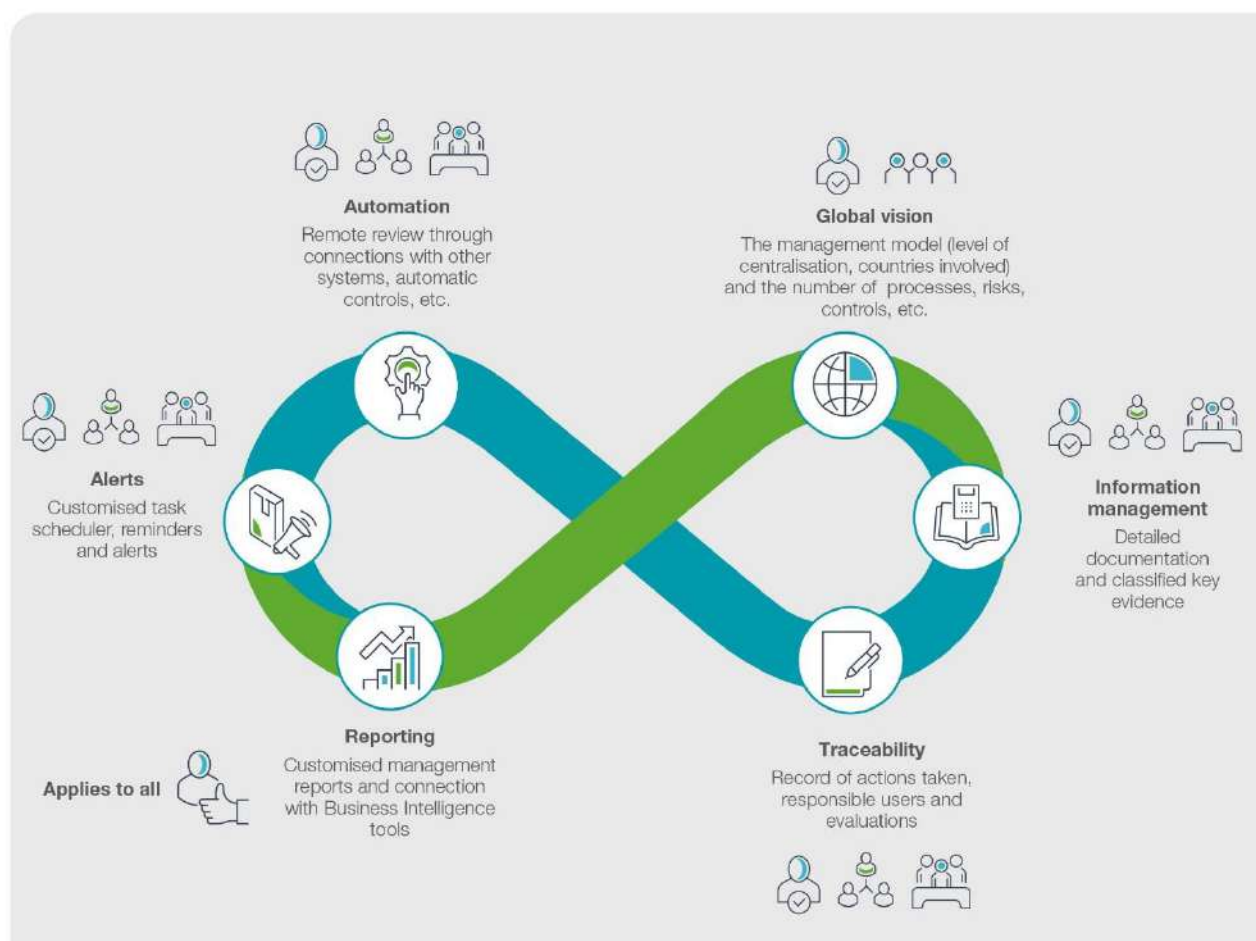 Automation
Remote review through
connections with other
systems, automatic
controls, etc.
Global vision
The management model (level of
centralisation, countries involved)
and the number of processes, risks,
controls, etc.
Alerts
Customised task
scheduler, reminders
and alerts
Information
management
Detailed
documentation
and classified key
evidence
Reporting
Customised management
reports and connection
with Business Intelligence
tools
Traceability
Record of actions taken,
responsible users and
evaluations
Applies to all